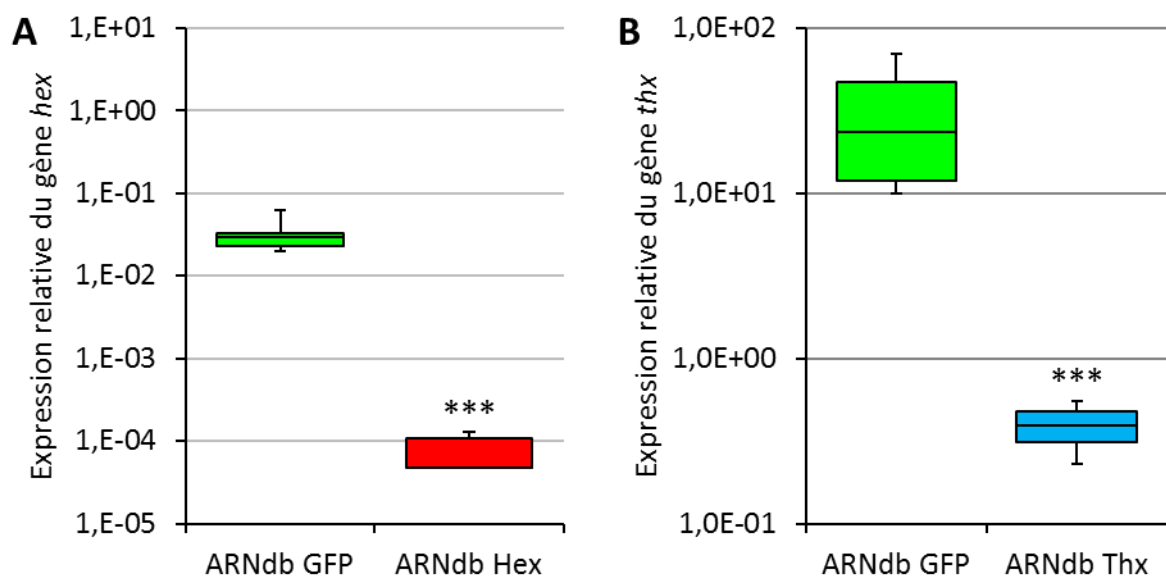 A
Expression relative du gène hex
1,E+01
1,E+00
1,E-01
1,E-02
1,E-03
1,E-04
1,E-05
***
ARNdb GFP
ARNdb Hex
B
Expression relative du gène thx
1,0E+02
1,0E+01
1,0E+00
1,0E-01
***
ARNdb GFP
ARNdb Thx